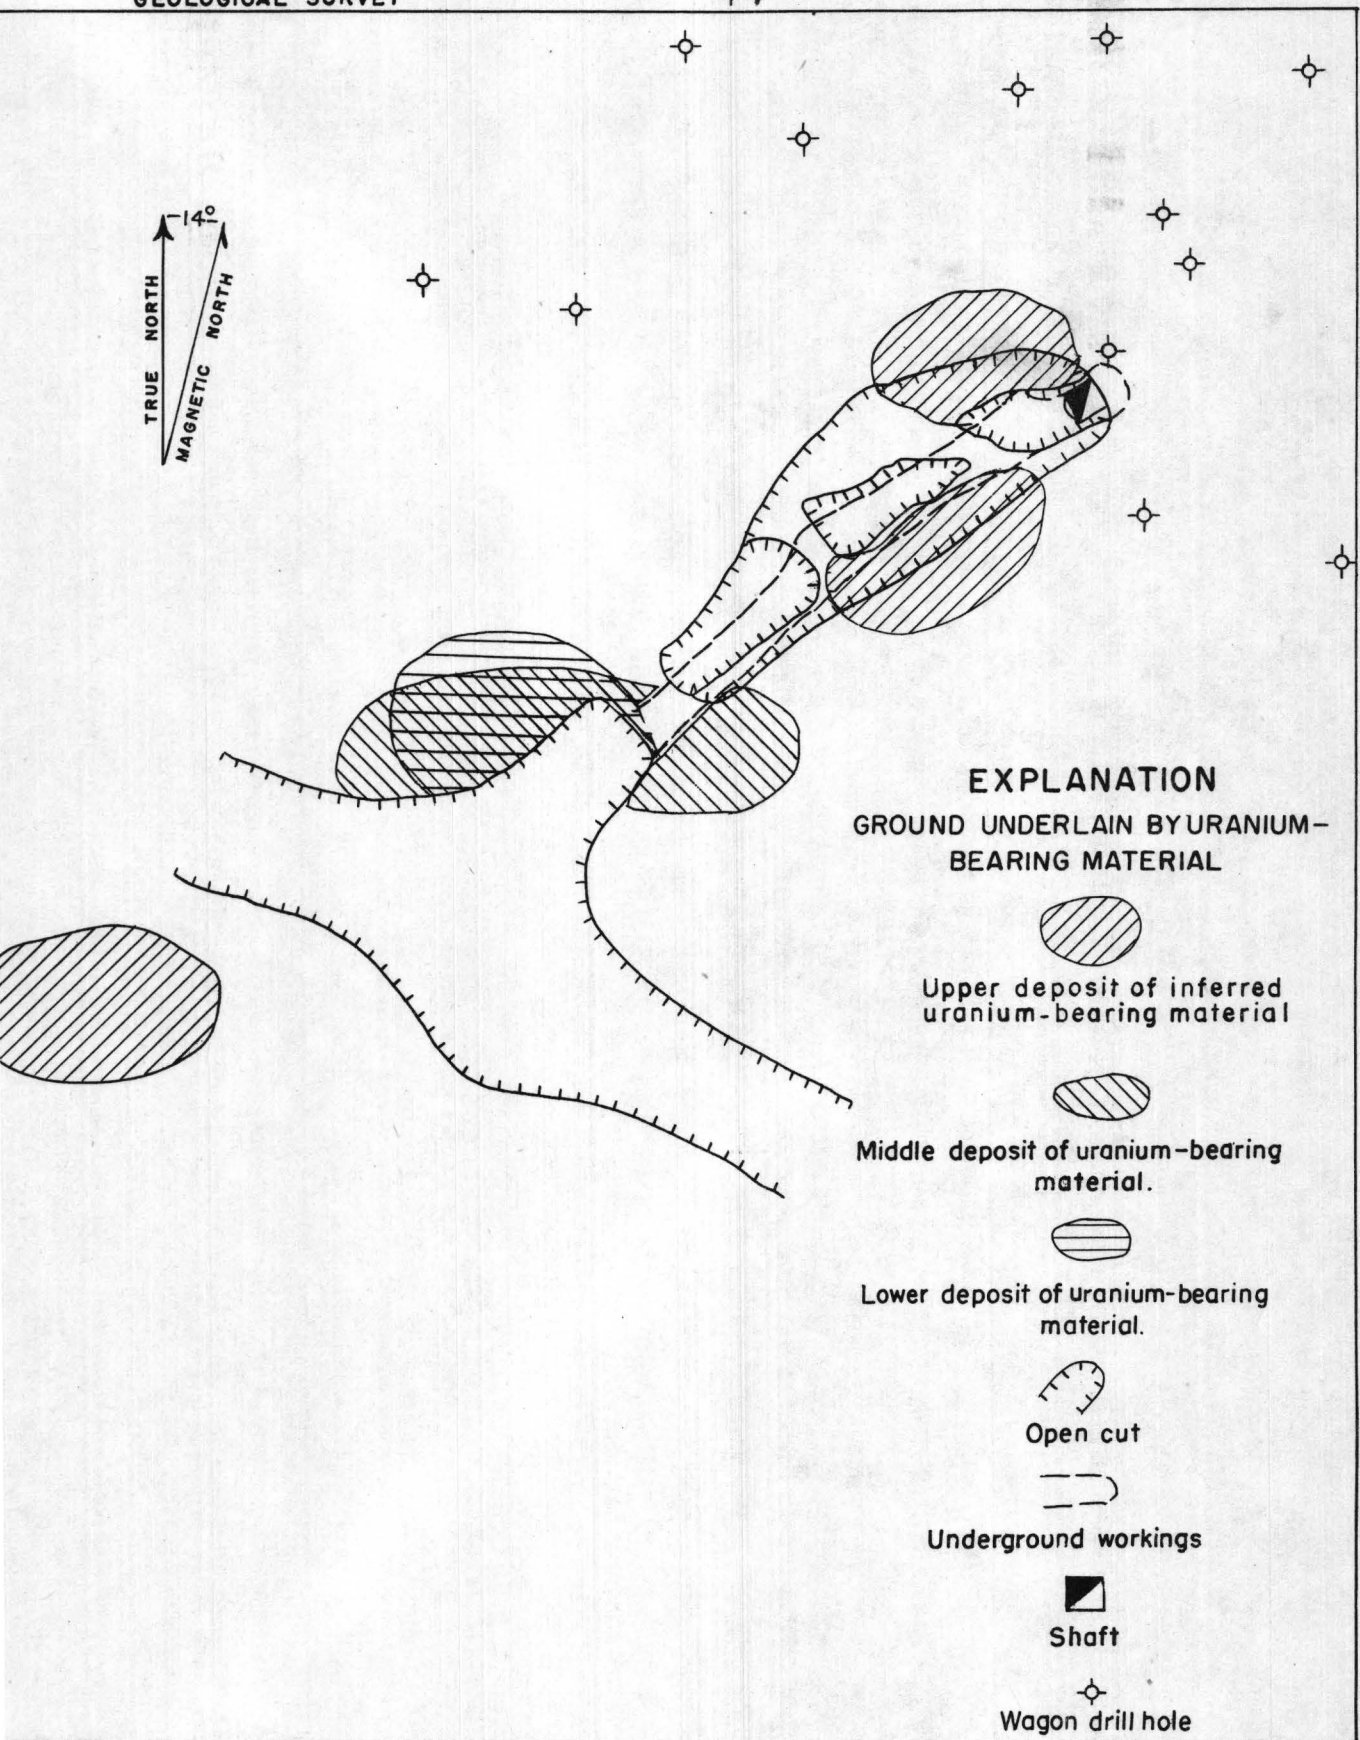 GEOLOGICAL SURVEY
-14°
TRUE NORTH
MAGNETIC NORTH
EXPLANATION
GROUND UNDERLAIN BY URANIUM-
BEARING MATERIAL
Upper deposit of inferred
uranium-bearing material
Middle deposit of uranium-bearing
material.
Lower deposit of uranium-bearing
material.
Open cut
Underground workings
Shaft
Wagon drill hole